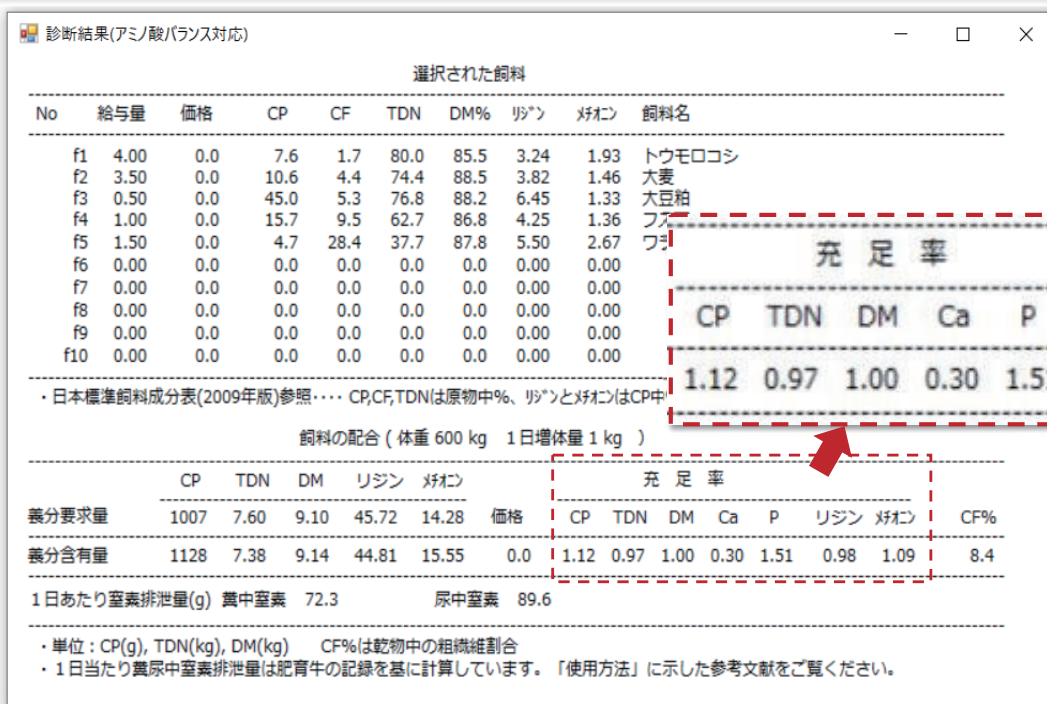 診断結果(アミノ酸バランス対応)
選択された飼料
No 給与量 価格 CP CF TDN DM% リジン メチオニン 飼料名
f1 4.00 0.0 7.6 1.7 80.0 85.5 3.24 1.93 トウモロコシ
f2 3.50 0.0 10.6 4.4 74.4 88.5 3.82 1.46 大麦
f3 0.50 0.0 45.0 5.3 76.8 88.2 6.45 1.33 大豆粕
f4 1.00 0.0 15.7 9.5 62.7 86.8 4.25 1.36
f5 1.50 0.0 4.7 28.4 37.7 87.8 5.50 2.67
f6 0.00 0.0 0.0 0.0 0.0 0.0 0.00 0.00
f7 0.00 0.0 0.0 0.0 0.0 0.0 0.00 0.00
f8 0.00 0.0 0.0 0.0 0.0 0.0 0.00 0.00
f9 0.00 0.0 0.0 0.0 0.0 0.0 0.00 0.00
f10 0.00 0.0 0.0 0.0 0.0 0.0 0.00 0.00
充 足 率
CP TDN DM Ca P
1.12 0.97 1.00 0.30
・日本標準飼料成分表(2009年版)参照‥‥ CP,CF,TDNは原物中%、リジンとメチオニンはCP中
飼料の配合 ( 体重 600 kg 1日増体量 1 kg )
充 足 率
CP TDN DM リジン メチオニン
義分要求量 1007 7.60 9.10 45.72 14.28 価格 CP TDN DM Ca P リジン メチオニン CF%
義分含有量 1128 7.38 9.14 44.81 15.55 0.0 1.12 0.97 1.00 0.30 1.51 0.98 1.09 8.4
1日あたり窒素排泄量(g) 糞中窒素 72.3 尿中窒素 89.6
・単位 : CP(g), TDN(kg), DM(kg) CF%は乾物中の粗繊維割合
・1日当たり糞尿中窒素排泄量は肥育牛の記録を基に計算しています。「使用方法」に示した参考文献をご覧ください。